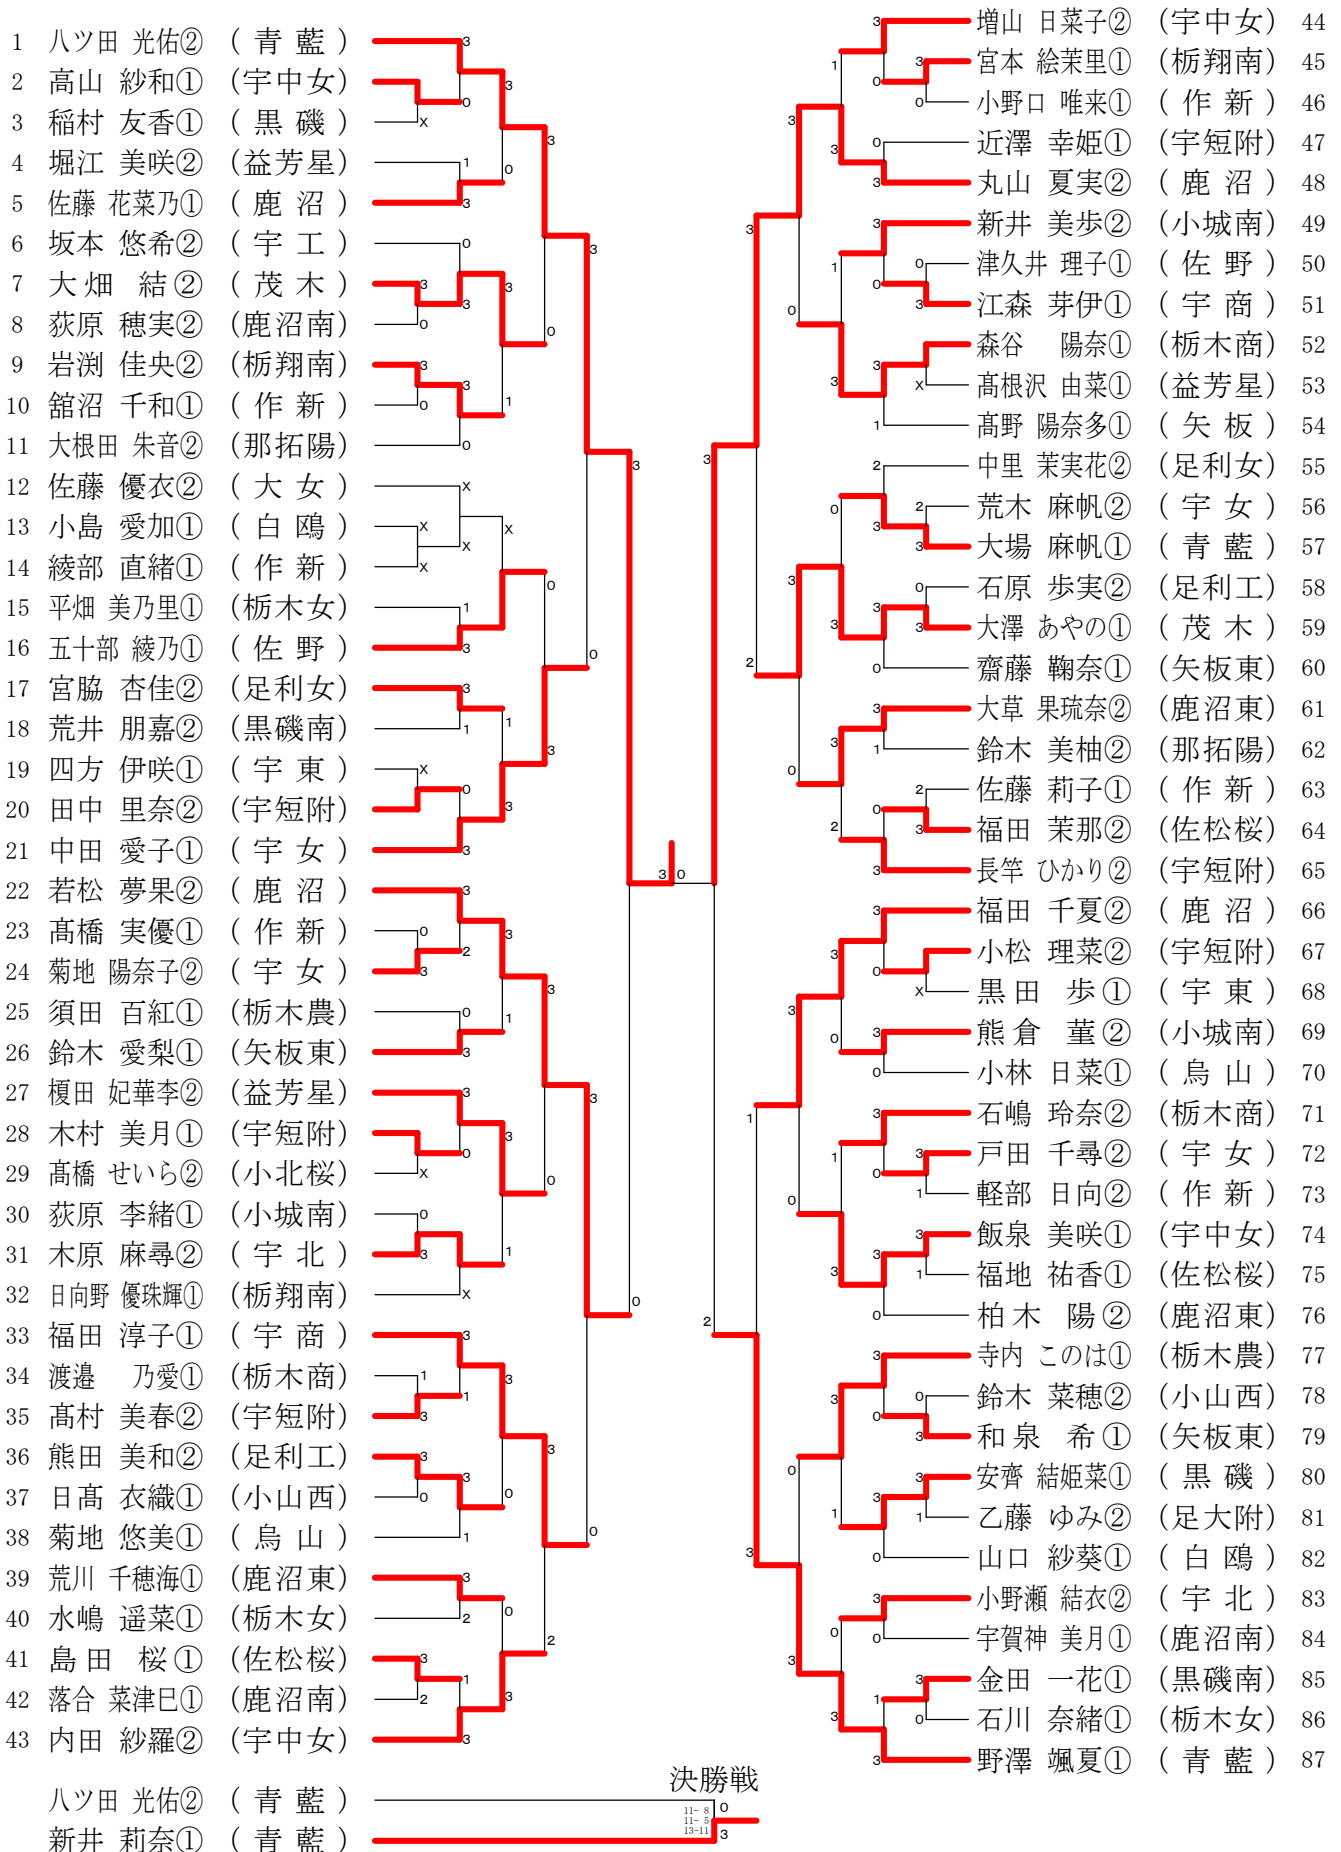 1 八ツ田 光佑② （ 青 藍 ）
2 高山 紗和① （宇中女）
3 稲村 友香① （ 黒 磯 ）
4 堀江 美咲② （益芳星）
5 佐藤 花菜乃① （ 鹿 沼 ）
6 坂本 悠希② （ 宇 工 ）
7 大畑 結② （ 茂 木 ）
8 荻原 穂実② （鹿沼南）
9 岩渕 佳央② （栃翔南）
10 舘沼 千和① （ 作 新 ）
11 大根田 朱音② （那拓陽）
12 佐藤 優衣② （ 大 女 ）
13 小島 愛加① （ 白 鴎 ）
14 綾部 直緒① （ 作 新 ）
15 平畑 美乃里① （栃木女）
16 五十部 綾乃① （ 佐 野 ）
17 宮脇 杏佳② （足利女）
18 荒井 朋嘉② （黒磯南）
19 四方 伊咲① （ 宇 東 ）
20 田中 里奈② （宇短附）
21 中田 愛子① （ 宇 女 ）
22 若松 夢果② （ 鹿 沼 ）
23 髙橋 実優① （ 作 新 ）
24 菊地 陽奈子② （ 宇 女 ）
25 須田 百紅① （栃木農）
26 鈴木 愛梨① （矢板東）
27 榎田 妃華李② （益芳星）
28 木村 美月① （宇短附）
29 髙橋 せいら② （小北桜）
30 荻原 李緒① （小城南）
31 木原 麻尋② （ 宇 北 ）
32 日向野 優珠輝① （栃翔南）
33 福田 淳子① （ 宇 商 ）
34 渡邉 乃愛① （栃木商）
35 髙村 美春② （宇短附）
36 熊田 美和② （足利工）
37 日髙 衣織① （小山西）
38 菊地 悠美① （ 烏 山 ）
39 荒川 千穂海① （鹿沼東）
40 水嶋 遥菜① （栃木女）
41 島田 桜① （佐松桜）
42 落合 菜津巳① （鹿沼南）
43 内田 紗羅② （宇中女）
増山 日菜子② （宇中女） 44
宮本 絵茉里① （栃翔南） 45
小野口 唯来① （ 作 新 ） 46
近澤 幸姫① （宇短附） 47
丸山 夏実② （ 鹿 沼 ） 48
新井 美歩② （小城南） 49
津久井 理子① （ 佐 野 ） 50
江森 芽伊① （ 宇 商 ） 51
森谷 陽奈① （栃木商） 52
髙根沢 由菜① （益芳星） 53
髙野 陽奈多① （ 矢 板 ） 54
中里 茉実花② （足利女） 55
荒木 麻帆② （ 宇 女 ） 56
大場 麻帆① （ 青 藍 ） 57
石原 歩実② （足利工） 58
大澤 あやの① （ 茂 木 ） 59
齋藤 鞠奈① （矢板東） 60
大草 果琉奈② （鹿沼東） 61
鈴木 美柚② （那拓陽） 62
佐藤 莉子① （ 作 新 ） 63
福田 茉那② （佐松桜） 64
長竿 ひかり② （宇短附） 65
福田 千夏② （ 鹿 沼 ） 66
小松 理菜② （宇短附） 67
黒田 歩① （ 宇 東 ） 68
熊倉 菫② （小城南） 69
小林 日菜① （ 烏 山 ） 70
石嶋 玲奈② （栃木商） 71
戸田 千尋② （ 宇 女 ） 72
軽部 日向② （ 作 新 ） 73
飯泉 美咲① （宇中女） 74
福地 祐香① （佐松桜） 75
柏木 陽② （鹿沼東） 76
寺内 このは① （栃木農） 77
鈴木 菜穂② （小山西） 78
和泉 希① （矢板東） 79
安齊 結姫菜① （ 黒 磯 ） 80
乙藤 ゆみ② （足大附） 81
山口 紗葵① （ 白 鴎 ） 82
小野瀬 結衣② （ 宇 北 ） 83
宇賀神 美月① （鹿沼南） 84
金田 一花① （黒磯南） 85
石川 奈緒① （栃木女） 86
野澤 颯夏① （ 青 藍 ） 87
3 0
決勝戦
八ツ田 光佑② （ 青 藍 ） 0
11- 8
11- 5
13-11
新井 莉奈① （ 青 藍 ） 3